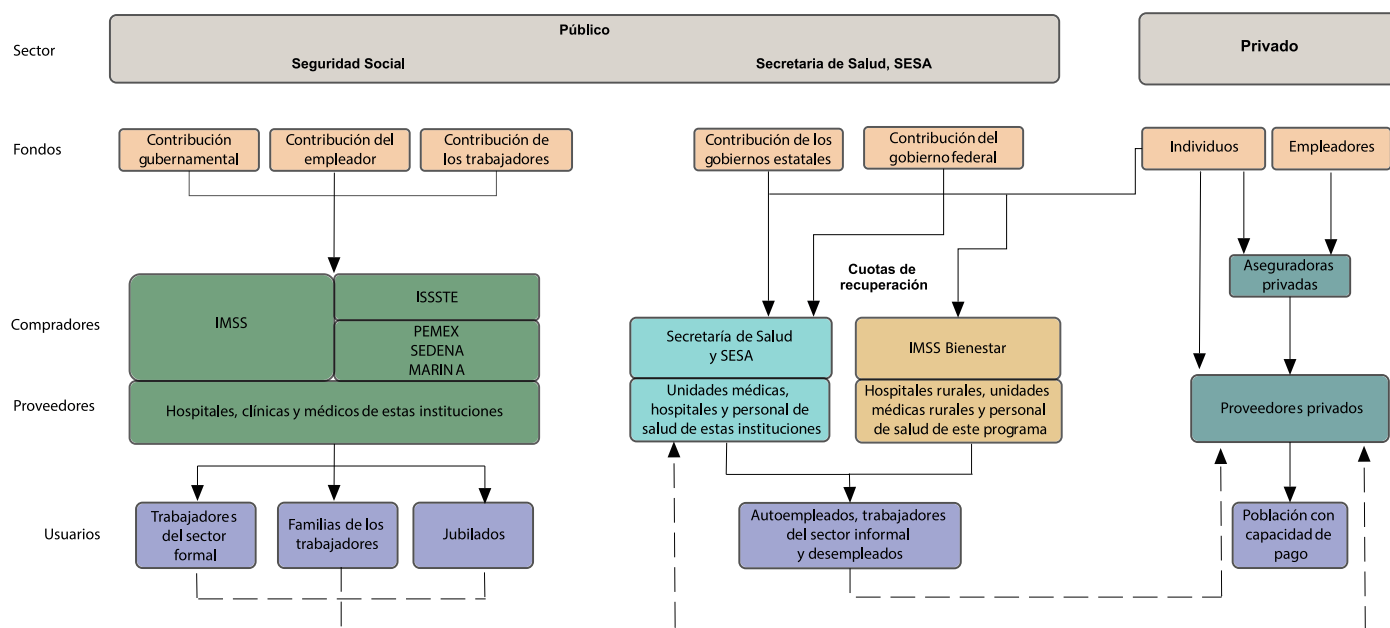 Sector
Público
Seguridad Social
Secretaria de Salud, SESA
Privado
Fondos
Contribución
gubernamental
Contribución del
empleador
Contribución de
los trabajadores
Contribución de los
gobiernos estatales
Contribución del
gobierno federal
Individuos
Empleadores
Cuotas de
recuperación
Aseguradoras
privadas
Compradores
IMSS
ISSSTE
PEMEX
SEDENA
MARINA
Secretaría de Salud
y SESA
IMSS Bienestar
Proveedores
Hospitales, clínicas y médicos de estas instituciones
Unidades médicas,
hospitales y personal de
salud de estas instituciones
Hospitales rurales, unidades
médicas rurales y personal
de salud de este programa
Proveedores privados
Usuarios
Trabajadores
del sector
formal
Familias de los
trabajadores
Jubilados
Autoempleados, trabajadores
del sector informal
y desempleados
Población con
capacidad de
pago